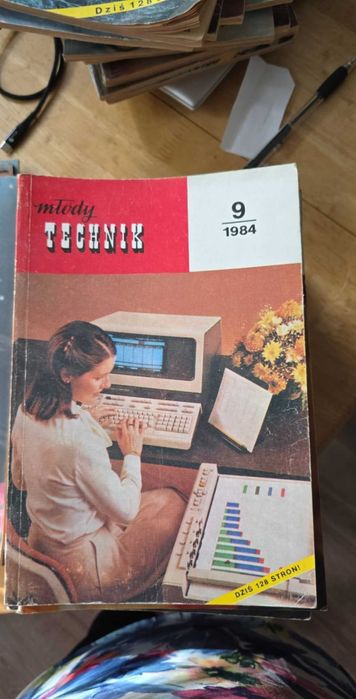 Dziś 128
młody
TECHNIK
9
1984
DZIŚ 128 STRON!